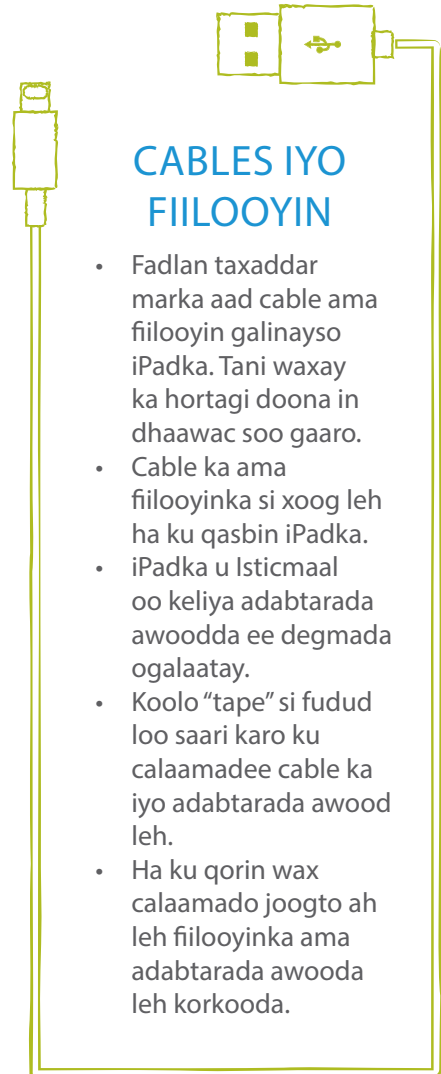 CABLES IYO
FIILOOYIN
• Fadlan taxaddar
marka aad cable ama
fiilooyin galinayso
iPadka. Tani waxay
ka hortagi doona in
dhaawac soo gaaro.
• Cable ka ama
fiilooyinka si xoog leh
ha ku qasbin iPadka.
• iPadka u Isticmaal
oo keliya adabtarada
awoodda ee degmada
ogalaatay.
• Koolo “tape” si fudud
loo saari karo ku
calaamadee cable ka
iyo adabtarada awood
leh.
• Ha ku qorin wax
calaamado joogto ah
leh fiilooyinka ama
adabtarada awooda
leh korkooda.